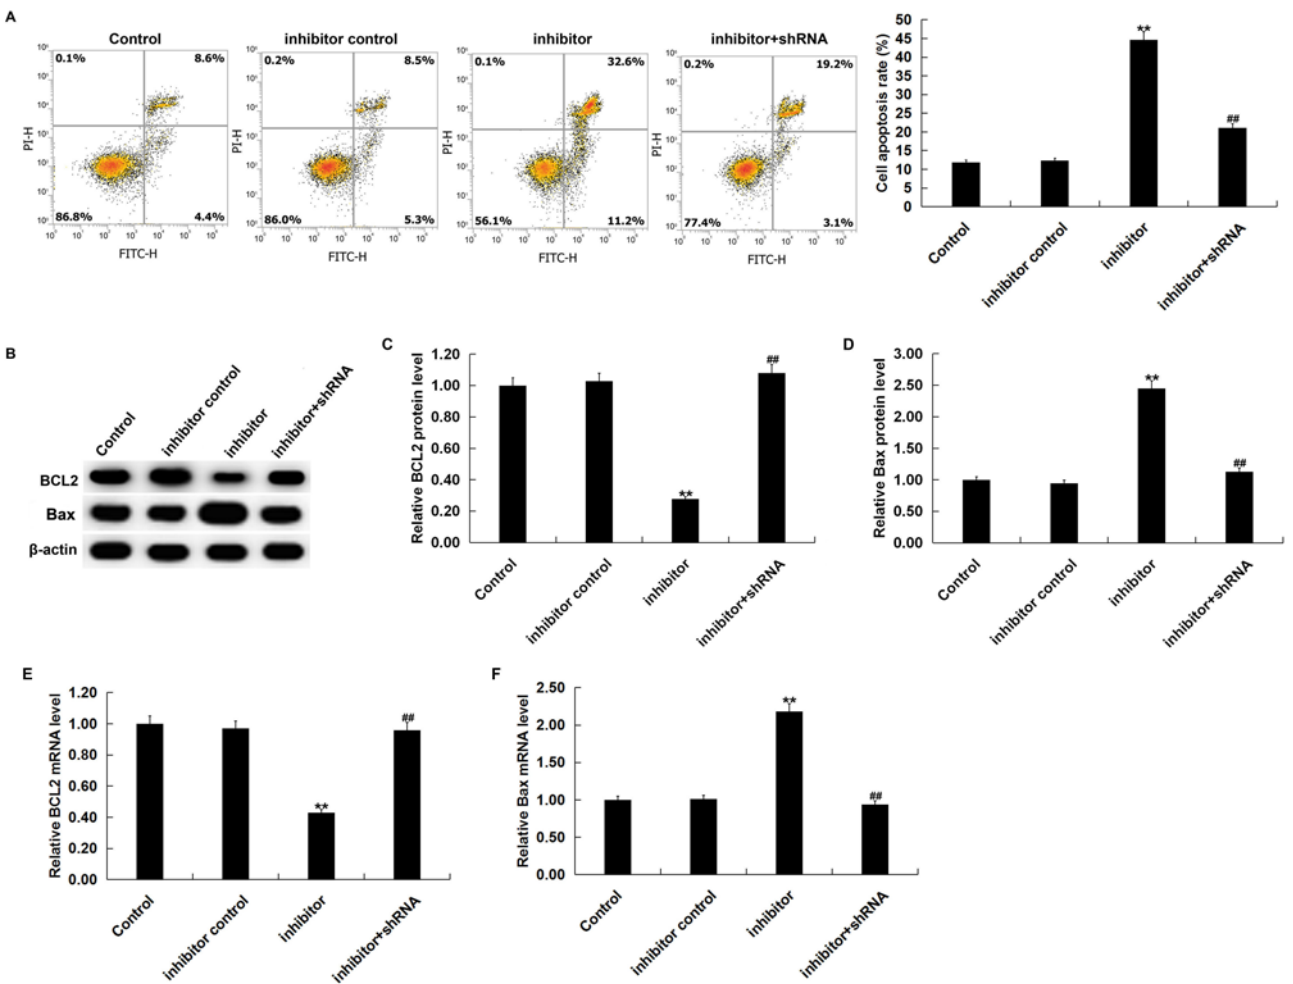 A
Control
0.1% 8.6%
86.8% 4.4%
PI-H
FITC-H
inhibitor control
0.2% 8.5%
86.0% 5.3%
PI-H
FITC-H
inhibitor
0.1% 32.6%
56.1% 11.2%
PI-H
FITC-H
inhibitor+shRNA
0.2% 19.2%
77.4% 3.1%
PI-H
FITC-H
Cell apoptosis rate (%)
50
45
40
35
30
25
20
15
10
5
0
**
##
Control
inhibitor control
inhibitor
inhibitor+shRNA
B
Control
inhibitor control
inhibitor
inhibitor+shRNA
BCL2
Bax
β-actin
C
Relative BCL2 protein level
1.20
1.00
0.80
0.60
0.40
0.20
0.00
**
##
Control
inhibitor control
inhibitor
inhibitor+shRNA
D
Relative Bax protein level
3.00
2.50
2.00
1.50
1.00
0.50
0.00
**
##
Control
inhibitor control
inhibitor
inhibitor+shRNA
E
Relative BCL2 mRNA level
1.20
1.00
0.80
0.60
0.40
0.20
0.00
**
##
Control
inhibitor control
inhibitor
inhibitor+shRNA
F
Relative Bax mRNA level
2.50
2.00
1.50
1.00
0.50
0.00
**
##
Control
inhibitor control
inhibitor
inhibitor+shRNA